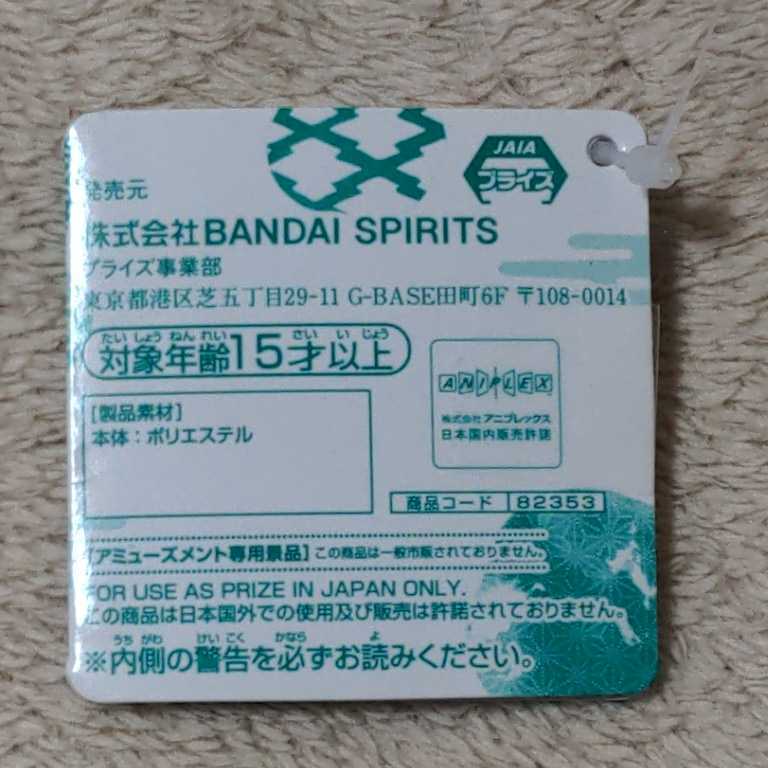 JAIA
プライズ
発売元
株式会社BANDAI SPIRITS
プライズ事業部
東京都港区芝五丁目29-11 G-BASE田町6F 〒108-0014
たいしょうねんれい さいいじょう
対象年齢15才以上
[製品素材]
本体：ポリエステル
ANIPLEX
株式会社アニプレックス
日本国内販売許諾
商品コード 82353
[アミューズメント専用景品] この商品は一般市販されておりません。
FOR USE AS PRIZE IN JAPAN ONLY.
この商品は日本国外での使用及び販売は許諾されておりません。
うちがわ けいこく かなら よ
※内側の警告を必ずお読みください。